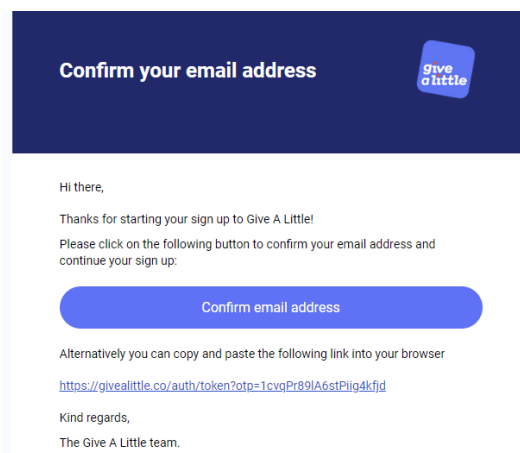 Confirm your email address
give
a little
Hi there,
Thanks for starting your sign up to Give A Little!
Please click on the following button to confirm your email address and
continue your sign up:
Confirm email address
Alternatively you can copy and paste the following link into your browser
https://givealittle.co/auth/token?otp=1cvqPr89lA6stPiig4kfjd
Kind regards,
The Give A Little team.